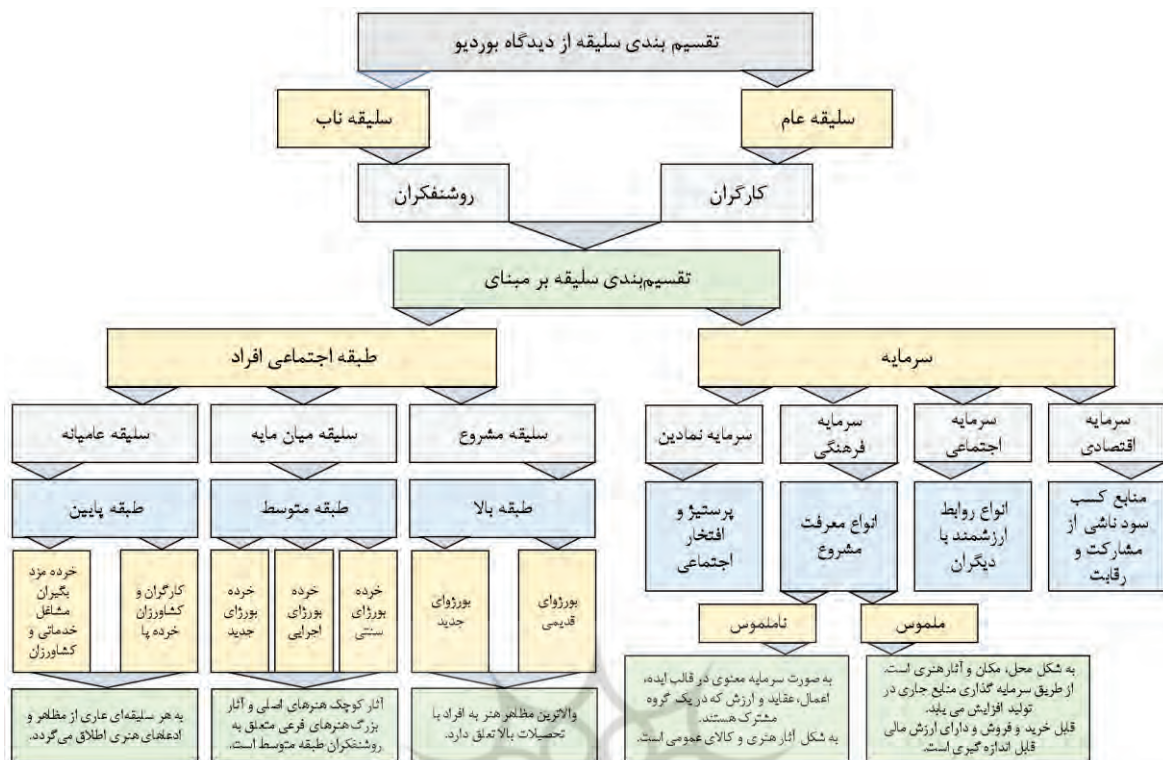 تقسیم بندی سلیقه از دیدگاه بوردیو
سلیقه عام
سلیقه ناب
کارگران
روشنفکران
تقسیم‌بندی سلیقه بر مبنای
سرمایه
طبقه اجتماعی افراد
سرمایه
اقتصادی
سرمایه
اجتماعی
سرمایه
فرهنگی
سرمایه نمادین
سلیقه مشروع
سلیقه میان مایه
سلیقه عامیانه
منابع کسب
سود ناشی از
مشارکت و
رقابت
انواع روابط
ارزشمند با
دیگران
انواع معرفت
مشروع
پرستیژ و
افتخار
اجتماعی
طبقه بالا
طبقه متوسط
طبقه پایین
ملموس
ناملموس
بورژوای
قدیمی
بورژوای
جدید
خرده
بورژای
سنتی
خرده
بورژای
اجرایی
خرده
بورژای
جدید
کارگران و
کشاورزان
خرده پا
خرده مزد
بگیران
مشاغل
خدماتی و
کشاورزان
به شکل محل، مکان و آثار هنری است.
از طریق سرمایه گذاری منابع جاری در
تولید افزایش می یابد.
قابل خرید و فروش و دارای ارزش مالی
قابل اندازه گیری است.
به صورت سرمایه معنوی در قالب ایده،
اعمال، عقاید و ارزش که در یک گروه
مشترک هستند.
به شکل آثار هنری و کالای عمومی است.
والاترین مظاهر هنر به افراد با
تحصیلات بالا تعلق دارد.
آثار کوچک هنرهای اصلی و آثار
بزرگ هنرهای فرعی متعلق به
روشنفکران طبقه متوسط است.
به هر سلیقه‌ای عاری از مظاهر و
ادعاهای هنری اطلاق می‌گردد.